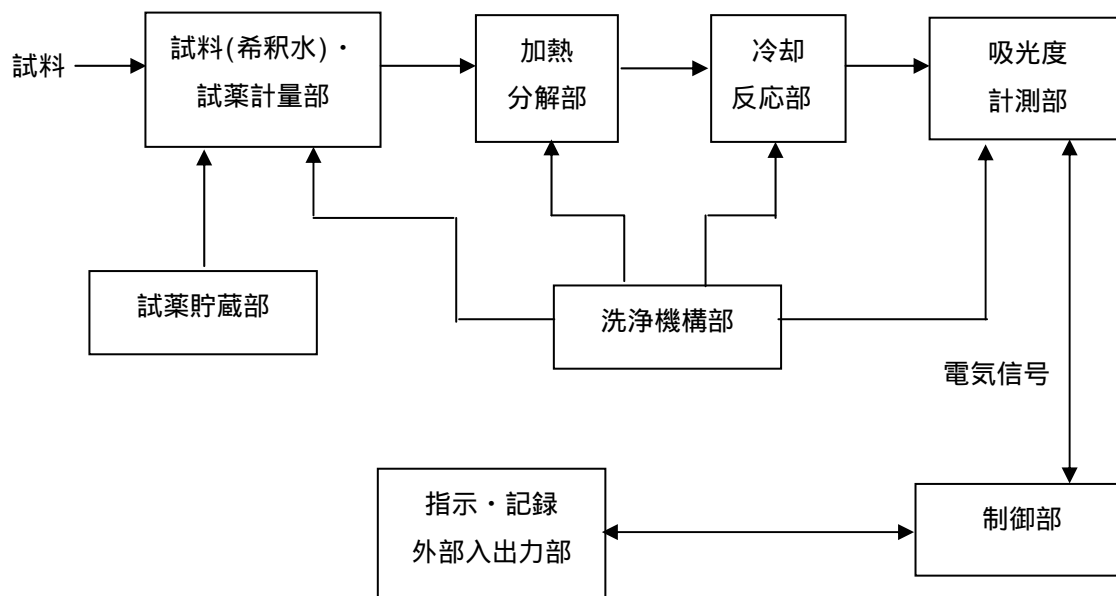 試料
試料(希釈水)・
試薬計量部
加熱
分解部
冷却
反応部
吸光度
計測部
試薬貯蔵部
洗浄機構部
電気信号
指示・記録
外部入出力部
制御部